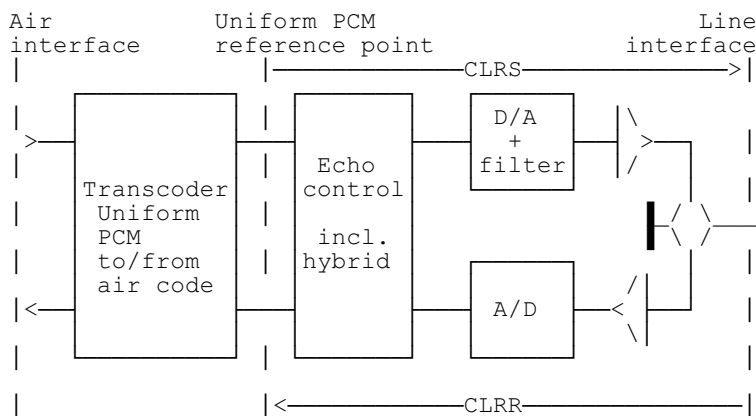 Air Uniform PCM Line
interface reference point interface
CLRS
D/A
+
filter
Echo
control
incl.
hybrid
Transcoder
Uniform
PCM
to/from
air code
A/D
CLRR